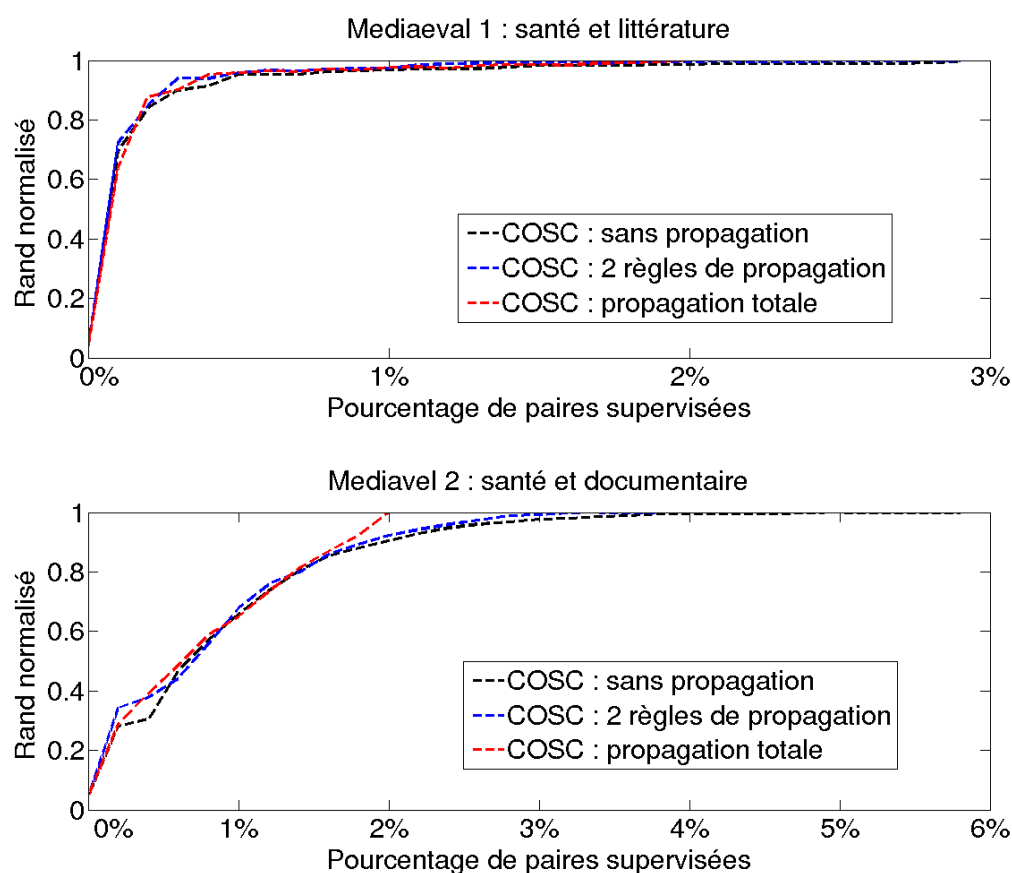 Mediaeval 1 : santé et littérature
1
0.8
0.6
0.4
0.2
0
Rand normalisé
COSC : sans propagation
COSC : 2 règles de propagation
COSC : propagation totale
0% 1% 2% 3%
Pourcentage de paires supervisées
Mediavel 2 : santé et documentaire
1
0.8
0.6
0.4
0.2
0
Rand normalisé
COSC : sans propagation
COSC : 2 règles de propagation
COSC : propagation totale
0% 1% 2% 3% 4% 5% 6%
Pourcentage de paires supervisées